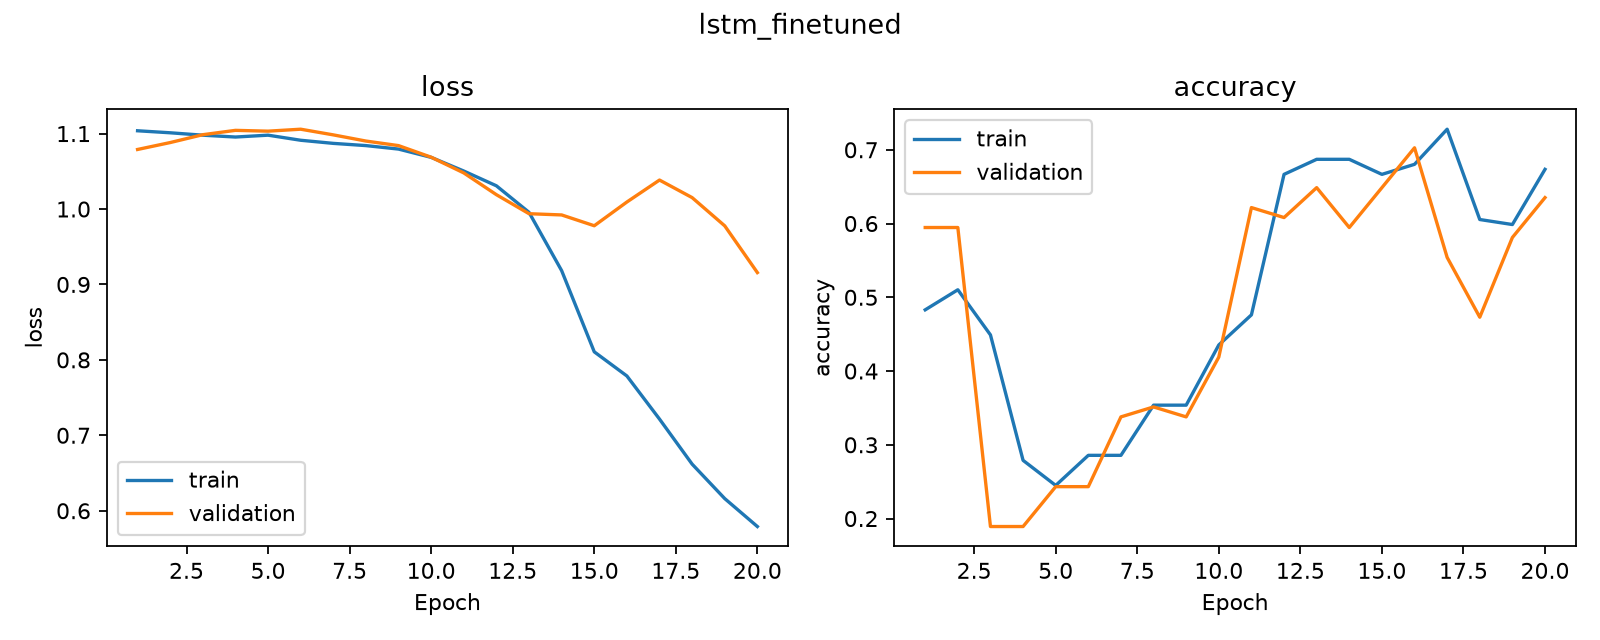 lstm_finetuned
loss
1.1
1.0
0.9
0.8
0.7
0.6
loss
train
validation
2.5 5.0 7.5 10.0 12.5 15.0 17.5 20.0
Epoch
accuracy
0.7
0.6
0.5
0.4
0.3
0.2
accuracy
train
validation
2.5 5.0 7.5 10.0 12.5 15.0 17.5 20.0
Epoch